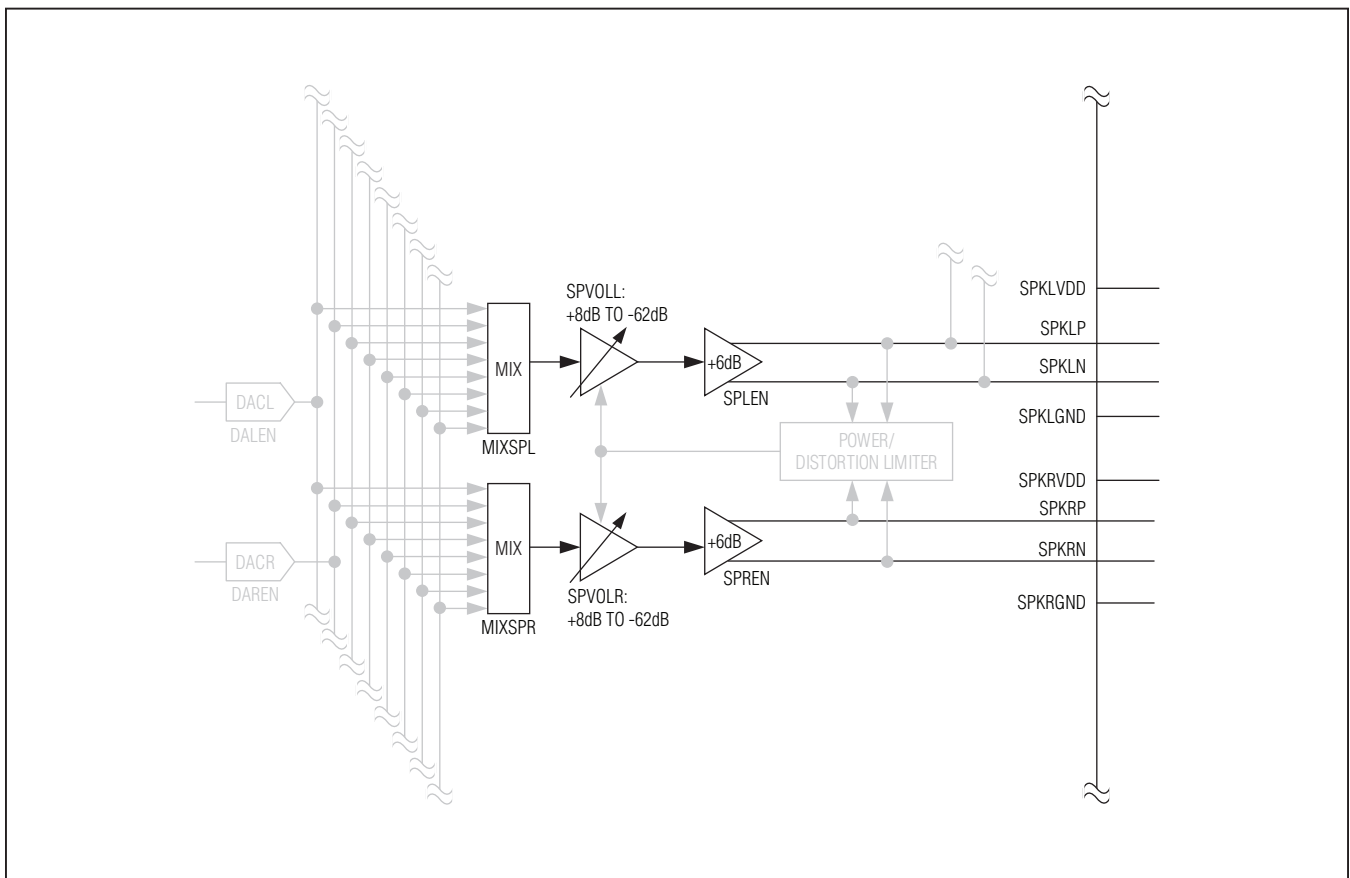 SPVOLL:
+8dB TO -62dB
SPKLVDD
SPKLP
MIX
+6dB
SPKLN
SPLEN
DACL
DALEN
SPKLGND
MIXSPL
POWER/
DISTORTION LIMITER
SPKRVDD
SPKRP
MIX
+6dB
SPKRN
DACR
DAREN
SPREN
SPVOLR:
+8dB TO -62dB
SPKRGND
MIXSPR